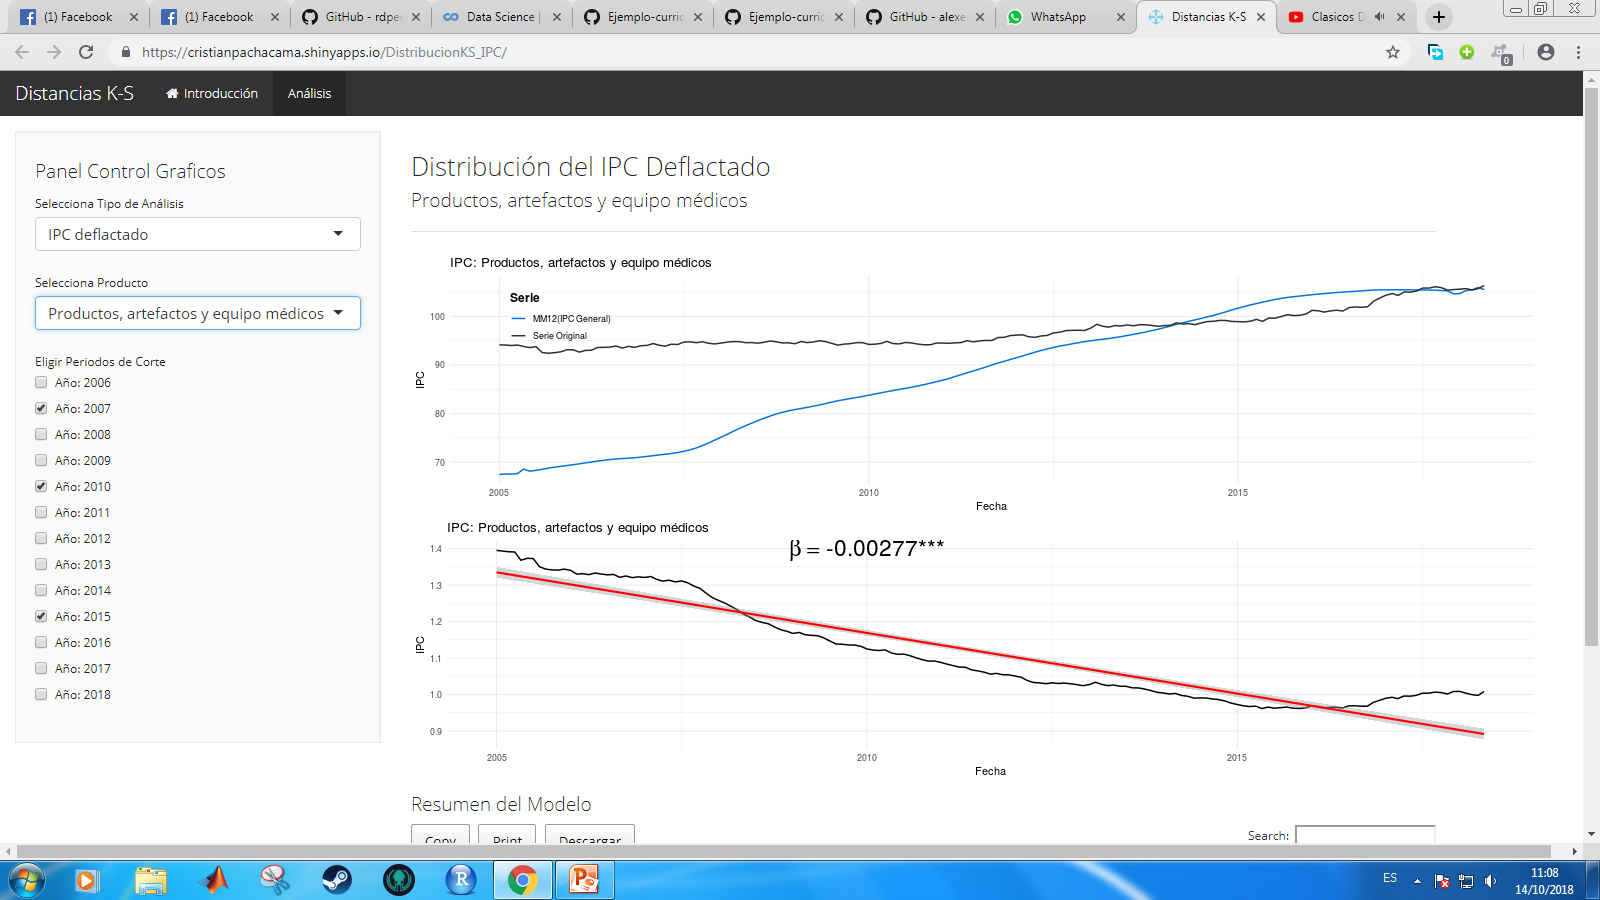 (1) Facebook
(1) Facebook
GitHub - rdpe
Data Science |
Ejemplo-curric
Ejemplo-curric
GitHub - alexe
WhatsApp
Distancias K-S
Clasicos D
https://cristianpachacama.shinyapps.io/DistribucionKS_IPC/
0
Distancias K-S
Introducción
Análisis
Panel Control Graficos
Selecciona Tipo de Análisis
IPC deflactado
Selecciona Producto
Productos, artefactos y equipo médicos
Eligir Periodos de Corte
Año: 2006
Año: 2007
Año: 2008
Año: 2009
Año: 2010
Año: 2011
Año: 2012
Año: 2013
Año: 2014
Año: 2015
Año: 2016
Año: 2017
Año: 2018
Distribución del IPC Deflactado
Productos, artefactos y equipo médicos
IPC: Productos, artefactos y equipo médicos
Serie
MM12(IPC General)
Serie Original
100
90
80
70
IPC
2005
2010
2015
Fecha
IPC: Productos, artefactos y equipo médicos
β = -0.00277***
1.4
1.3
1.2
1.1
1.0
0.9
IPC
2005
2010
2015
Fecha
Resumen del Modelo
Copy
Print
Descargar
Search:
ES
11:08
14/10/2018